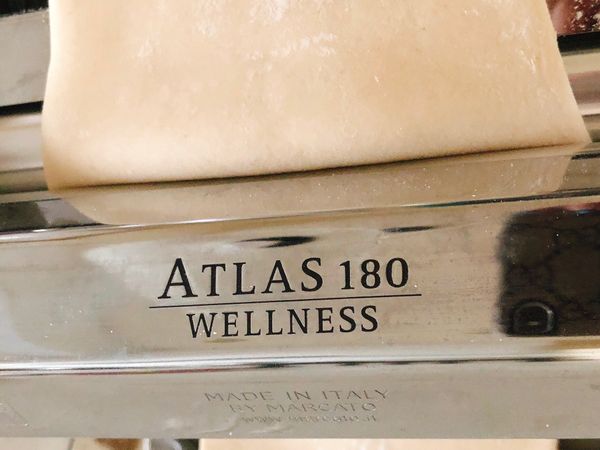 ATLAS 180
WELLNESS
MADE IN ITALY
BY MARCATO